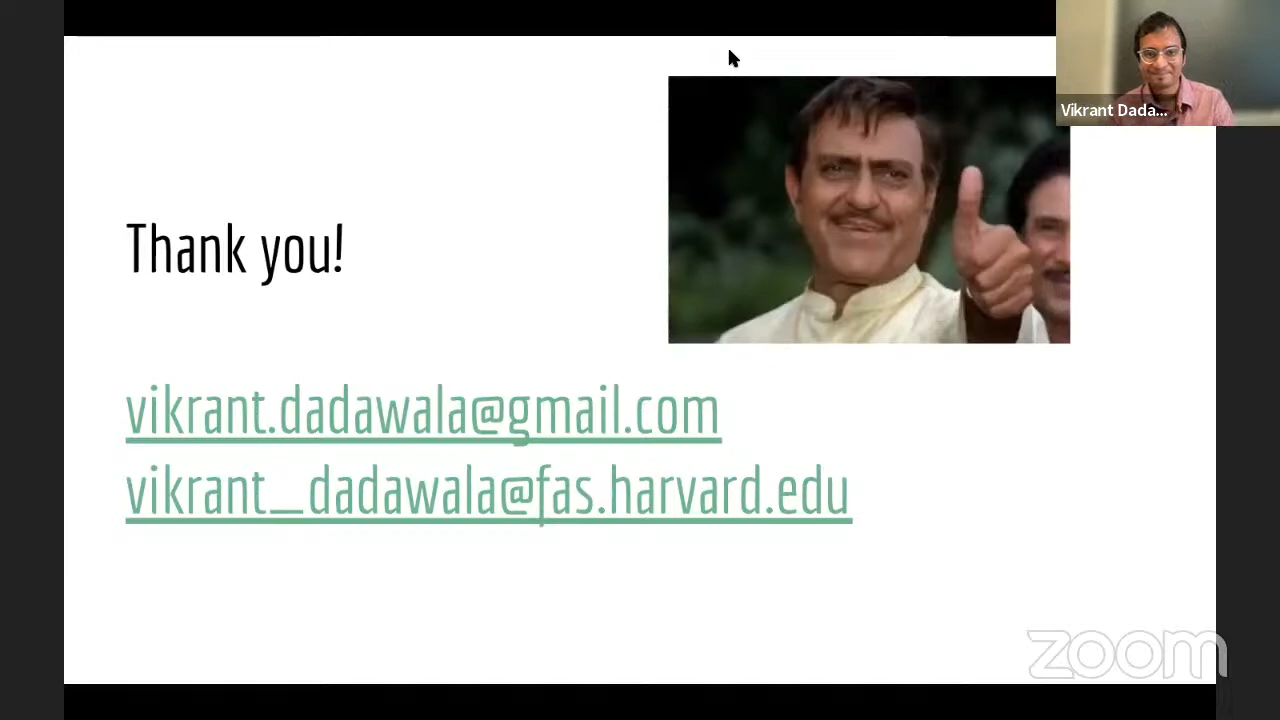 Vikrant Dada...
Thank you!
vikrant.dadawala@gmail.com
vikrant_dadawala@fas.harvard.edu
zoom